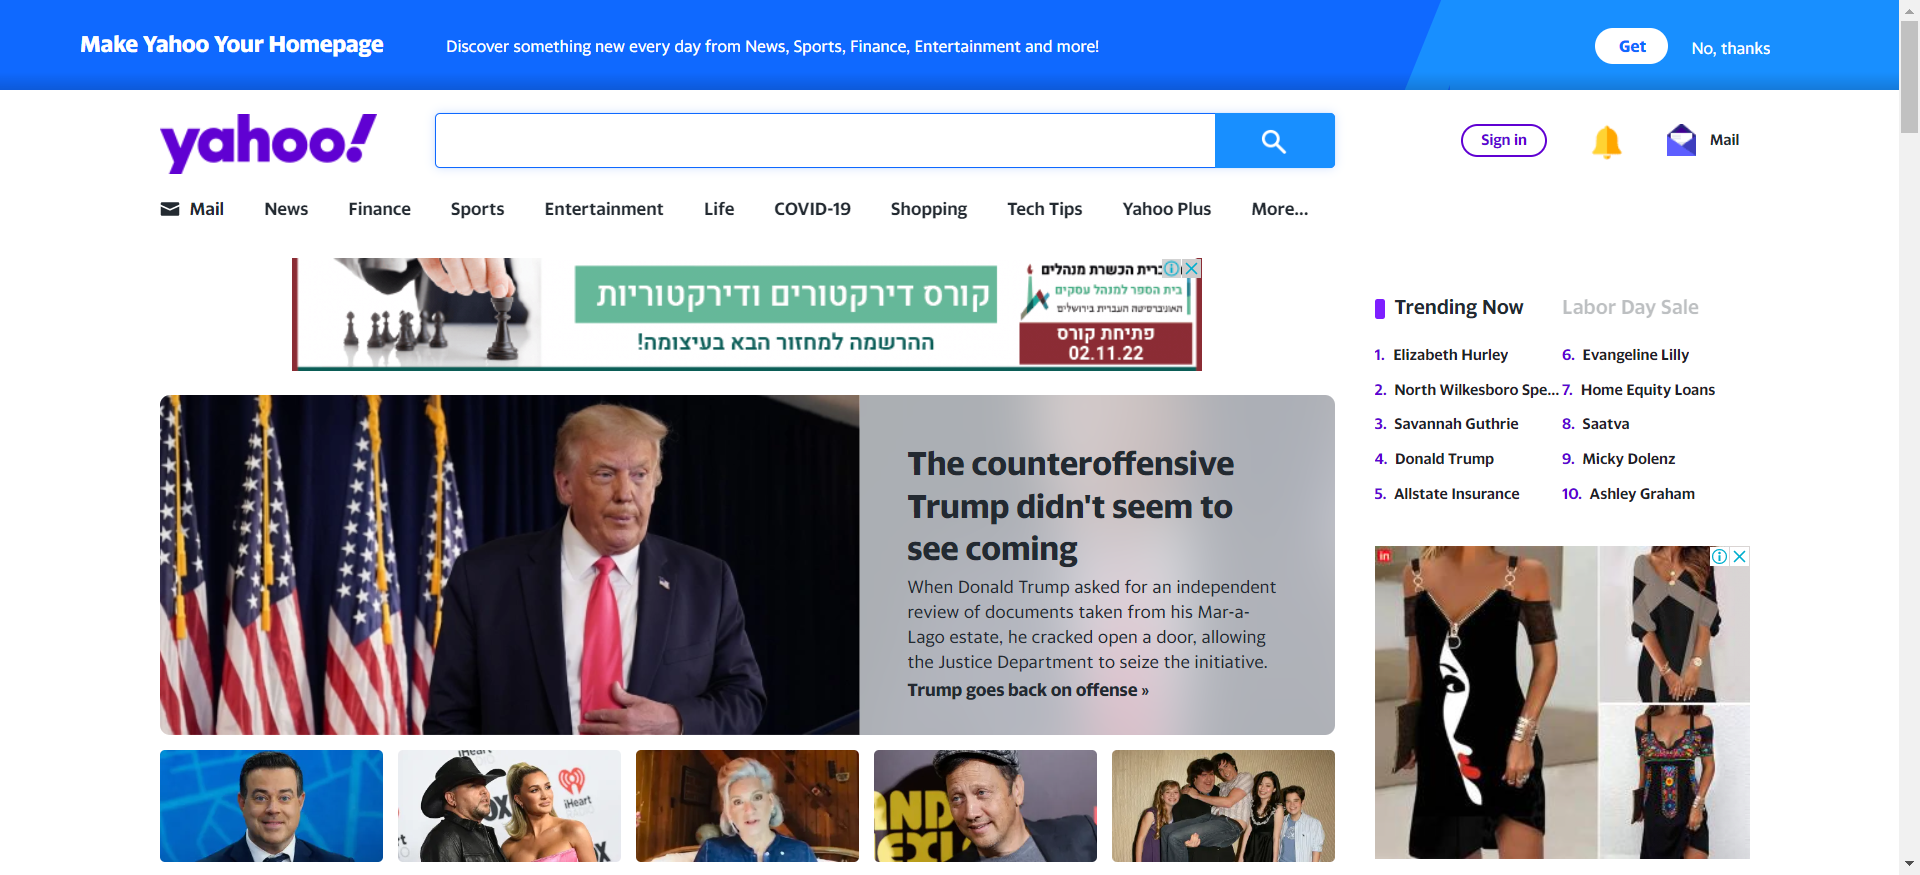 Make Yahoo Your Homepage
Discover something new every day from News, Sports, Finance, Entertainment and more!
Get
No, thanks
yahoo!
Sign in
Mail
Mail
News
Finance
Sports
Entertainment
Life
COVID-19
Shopping
Tech Tips
Yahoo Plus
More...
קורס דירקטורים ודירקטוריות
ההרשמה למחזור הבא בעיצומה!
הכשרת מנהלים
בית הספר למנהל עסקים
האוניברסיטה העברית בירושלים
פתיחת קורס
02.11.22
The counteroffensive
Trump didn't seem to
see coming
When Donald Trump asked for an independent
review of documents taken from his Mar-a-
Lago estate, he cracked open a door, allowing
the Justice Department to seize the initiative.
Trump goes back on offense »
Trending Now
Labor Day Sale
1. Elizabeth Hurley
2. North Wilkesboro Spe...
3. Savannah Guthrie
4. Donald Trump
5. Allstate Insurance
6. Evangeline Lilly
7. Home Equity Loans
8. Saatva
9. Micky Dolenz
10. Ashley Graham
in
iHeart
iHeart